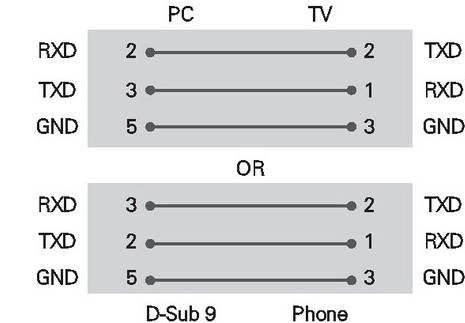 PC TV
RXD 2 2 TXD
TXD 3 1 RXD
GND 5 3 GND
OR
RXD 3 2 TXD
TXD 2 1 RXD
GND 5 3 GND
D-Sub 9 Phone